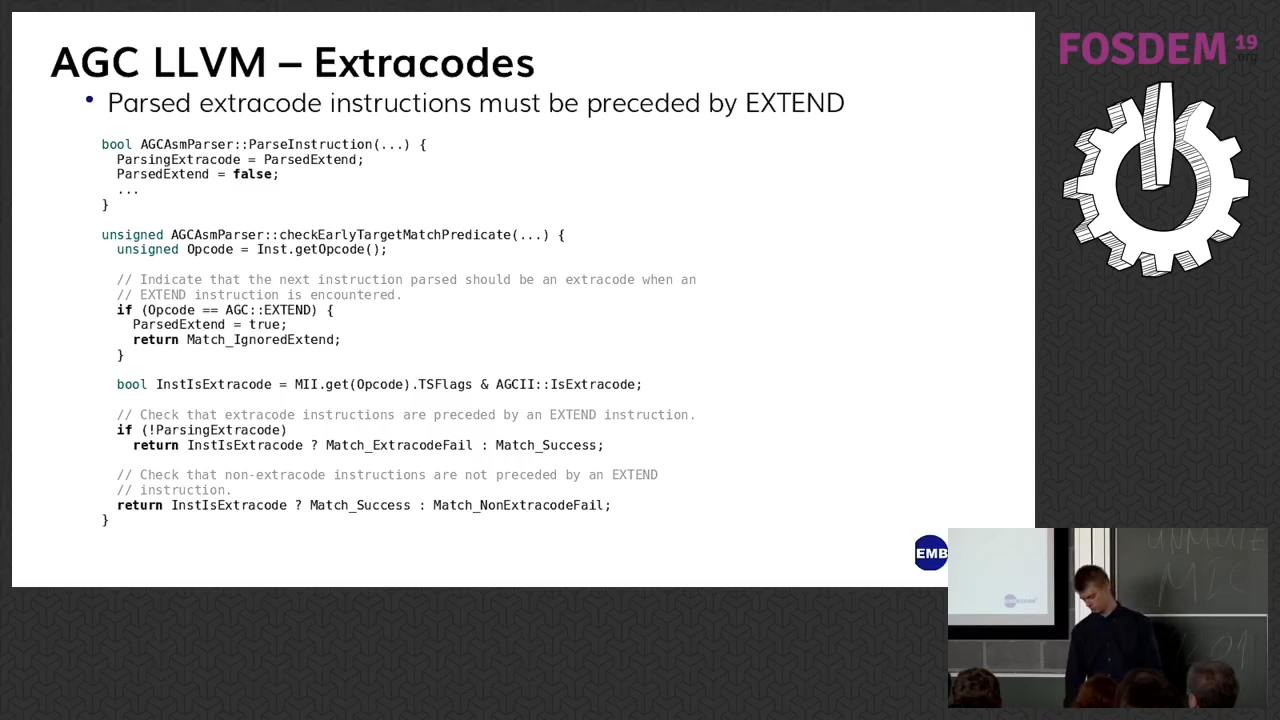 AGC LLVM – Extracodes
• Parsed extracode instructions must be preceded by EXTEND
bool AGCAsmParser::ParseInstruction(...) {
  ParsingExtracode = ParsedExtend;
  ParsedExtend = false;
  ...
}
unsigned AGCAsmParser::checkEarlyTargetMatchPredicate(...) {
  unsigned Opcode = Inst.getOpcode();
  // Indicate that the next instruction parsed should be an extracode when an
  // EXTEND instruction is encountered.
  if (Opcode == AGC::EXTEND) {
    ParsedExtend = true;
    return Match_IgnoredExtend;
  }
  bool InstIsExtracode = MII.get(Opcode).TSFlags & AGCII::IsExtracode;
  // Check that extracode instructions are preceded by an EXTEND instruction.
  if (!ParsingExtracode)
    return InstIsExtracode ? Match_ExtracodeFail : Match_Success;
  // Check that non-extracode instructions are not preceded by an EXTEND
  // instruction.
  return InstIsExtracode ? Match_Success : Match_NonExtracodeFail;
}
EMB
FOSDEM 19
.org
UNMUTE
MIC